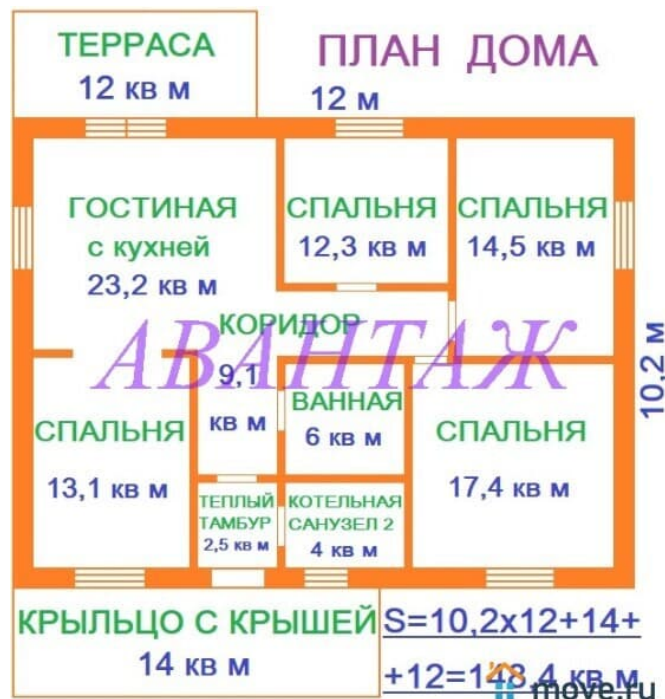 ТЕРРАСА
12 кв м
ПЛАН ДОМА
12 м
ГОСТИНАЯ
с кухней
23,2 кв м
СПАЛЬНЯ
12,3 кв м
СПАЛЬНЯ
14,5 кв м
КОРИДОР
9,1
кв м
АВАНТАЖ
10,2 м
СПАЛЬНЯ
13,1 кв м
ВАННАЯ
6 кв м
СПАЛЬНЯ
17,4 кв м
ТЕПЛЫЙ
ТАМБУР
2,5 кв м
КОТЕЛЬНАЯ
САНУЗЕЛ 2
4 кв м
КРЫЛЬЦО С КРЫШЕЙ
14 кв м
S=10,2х12+14+
+12=148,4 кв м
move.ru